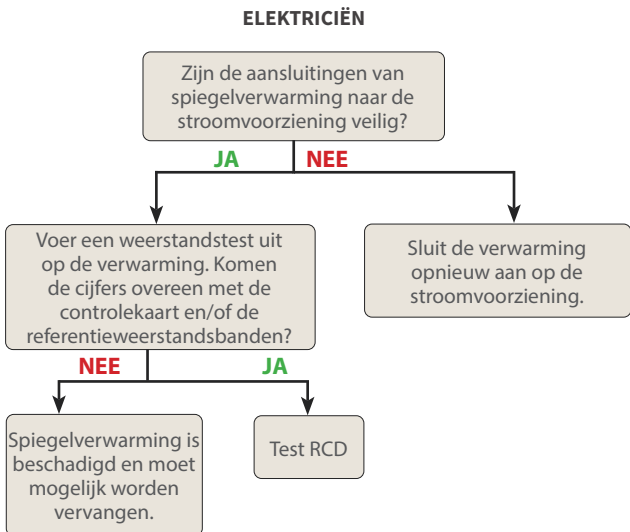 ELEKTRICIËN
Zijn de aansluitingen van
spiegelverwarming naar de
stroomvoorziening veilig?
JA NEE
Voer een weerstandstest uit
op de verwarming. Komen
de cijfers overeen met de
controlekaart en/of de
referentieweerstandsbanden?
Sluit de verwarming
opnieuw aan op de
stroomvoorziening.
NEE JA
Spiegelverwarming is
beschadigd en moet
mogelijk worden
vervangen.
Test RCD